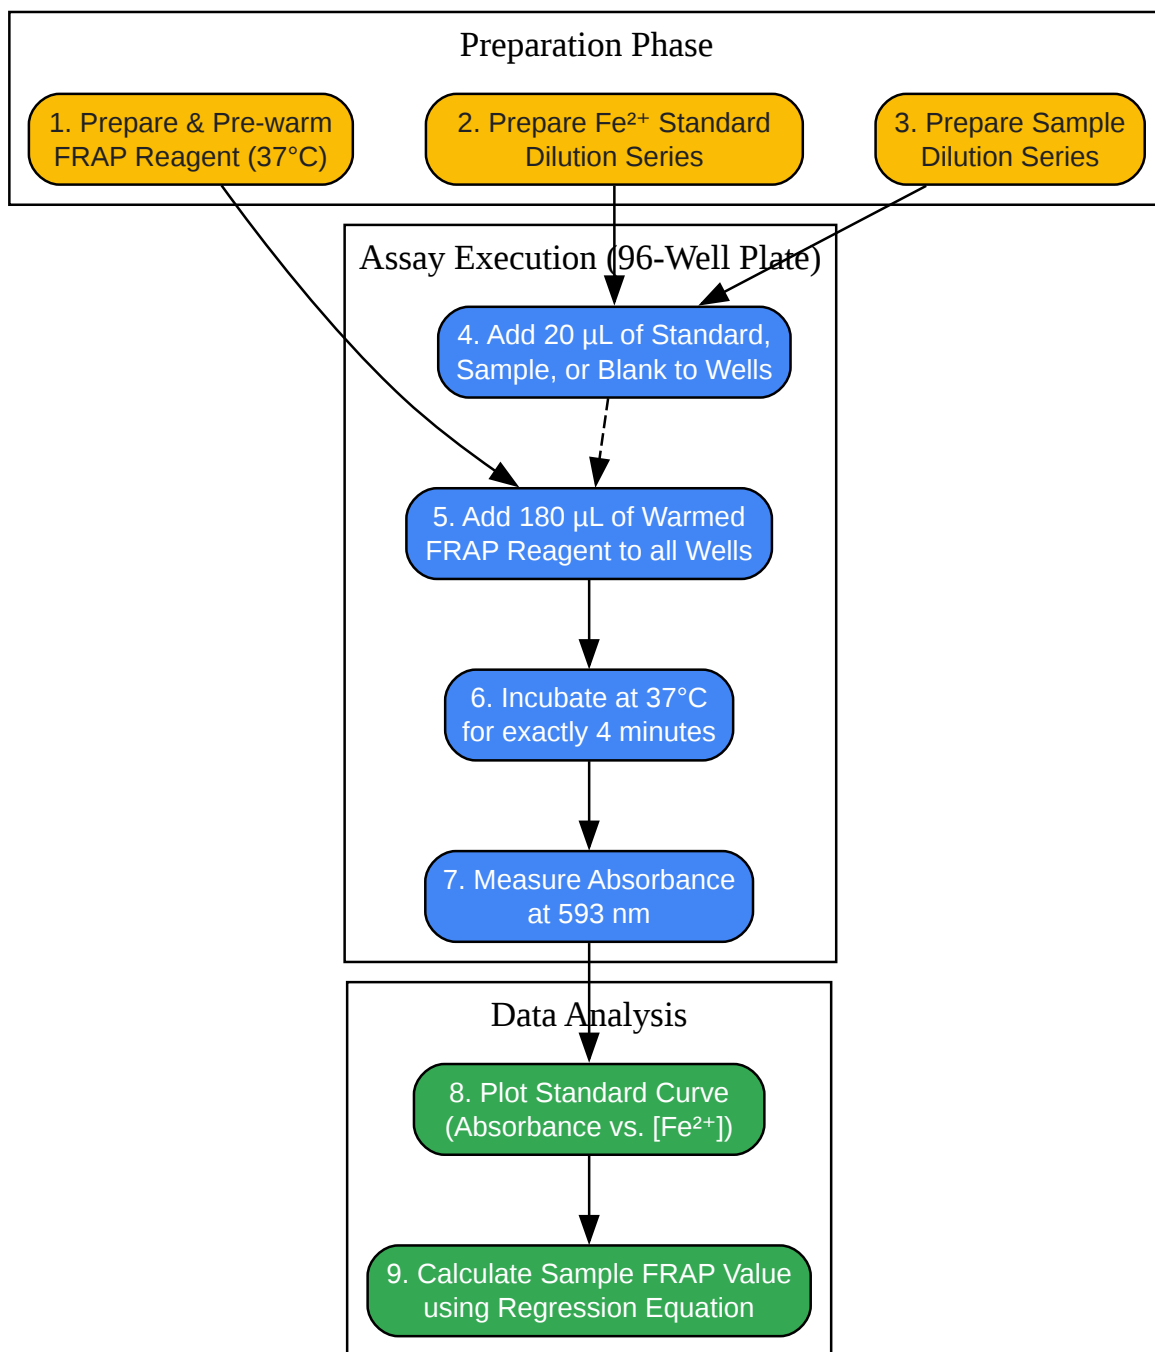 Preparation Phase
1. Prepare & Pre-warm
FRAP Reagent (37°C)
2. Prepare Fe²⁺ Standard
Dilution Series
3. Prepare Sample
Dilution Series
Assay Execution (96-Well Plate)
4. Add 20 µL of Standard,
Sample, or Blank to Wells
5. Add 180 µL of Warmed
FRAP Reagent to all Wells
6. Incubate at 37°C
for exactly 4 minutes
7. Measure Absorbance
at 593 nm
Data Analysis
8. Plot Standard Curve
(Absorbance vs. [Fe²⁺])
9. Calculate Sample FRAP Value
using Regression Equation